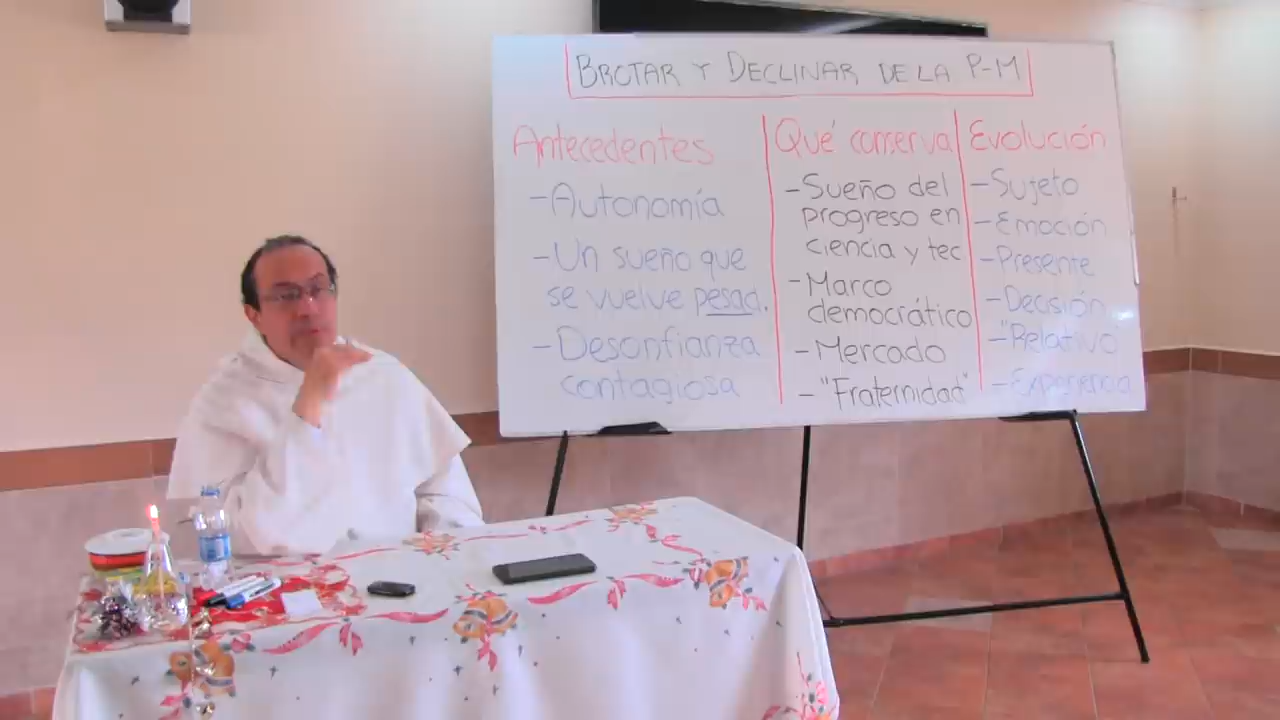 BROTAR Y DECLINAR DE LA P-M
Antecedentes
-Autonomía
-Un sueño que
se vuelve pesad.
-Desonfianza
contagiosa
Qué conserva
-Sueño del
progreso en
ciencia y tec
-Marco
democrático
-Mercado
-"Fraternidad"
Evolución
-Sujeto
-Emoción
-Presente
-Decisión
-"Relativo"
-Experiencia